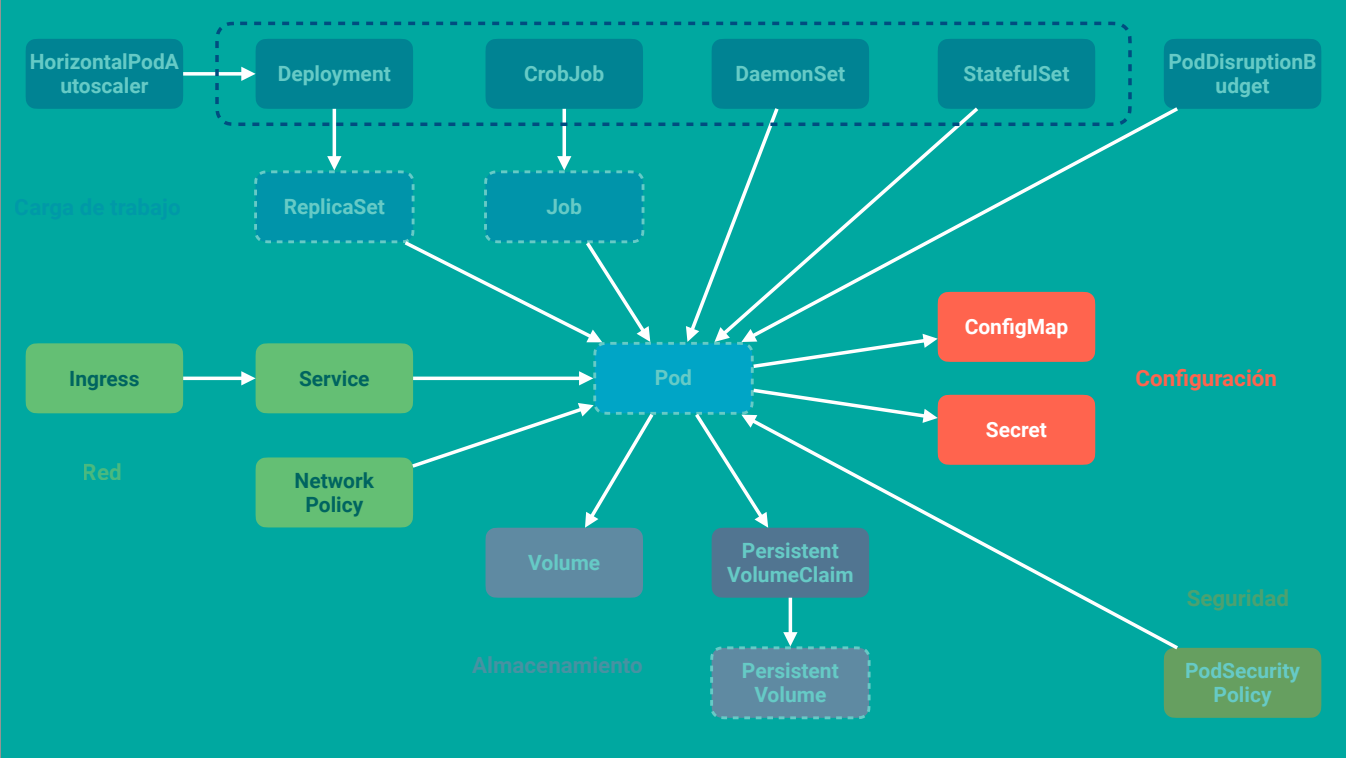 HorizontalPodA
utoscaler
Deployment
CrobJob
DaemonSet
StatefulSet
PodDisruptionB
udget
Carga de trabajo
ReplicaSet
Job
Ingress
Service
Pod
ConfigMap
Configuración
Secret
Red
Network
Policy
Volume
Persistent
VolumeClaim
Seguridad
Almacenamiento
Persistent
Volume
PodSecurity
Policy